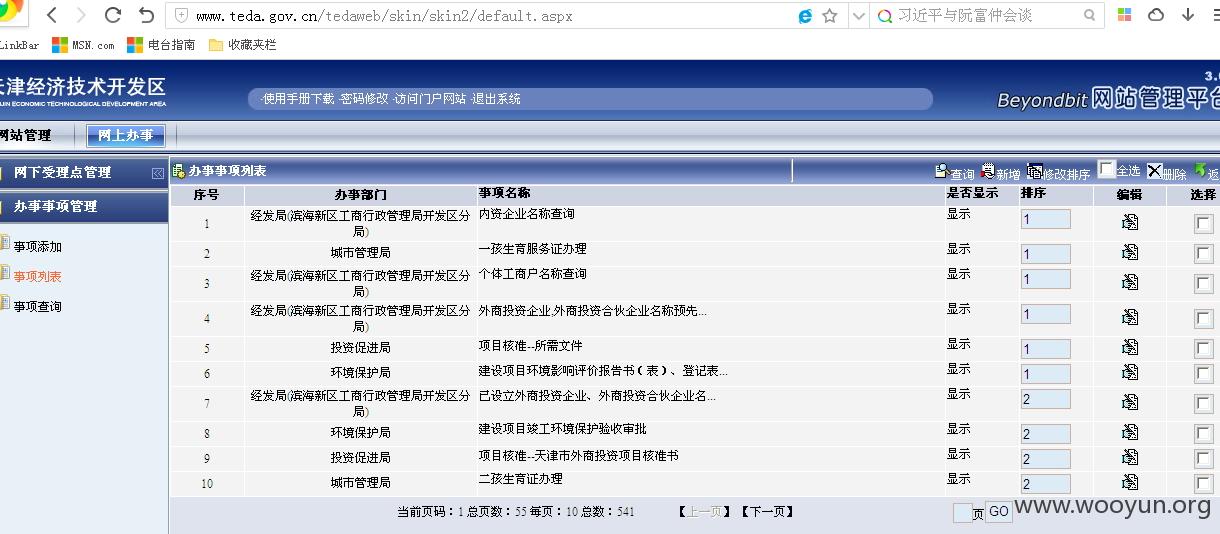 www.teda.gov.cn/tedaweb/skin/skin2/default.aspx
习近平与阮富仲会谈
LinkBar MSN.com 电台指南 收藏夹栏
天津经济技术开发区
TIANJIN ECONOMIC TECHNOLOGICAL DEVELOPMENT AREA
·使用手册下载 ·密码修改 ·访问门户网站 ·退出系统
Beyondbit 网站管理平台
网站管理 网上办事
网下受理点管理
办事事项管理
事项添加
事项列表
事项查询
办事事项列表 查询 新增 修改排序 全选 删除 返
序号 办事部门 事项名称 是否显示 排序 编辑 选择
1 经发局(滨海新区工商行政管理局开发区分局) 内资企业名称查询 显示 1
2 城市管理局 一孩生育服务证办理 显示 1
3 经发局(滨海新区工商行政管理局开发区分局) 个体工商户名称查询 显示 1
4 经发局(滨海新区工商行政管理局开发区分局) 外商投资企业,外商投资合伙企业名称预先... 显示 1
5 投资促进局 项目核准--所需文件 显示 1
6 环境保护局 建设项目环境影响评价报告书(表)、登记表... 显示 1
7 经发局(滨海新区工商行政管理局开发区分局) 已设立外商投资企业、外商投资合伙企业名... 显示 2
8 环境保护局 建设项目竣工环境保护验收审批 显示 2
9 投资促进局 项目核准--天津市外商投资项目核准书 显示 2
10 城市管理局 二孩生育证办理 显示 2
当前页码：1 总页数：55 每页：10 总数：541 【上一页】【下一页】 页 GO
www.wooyun.org